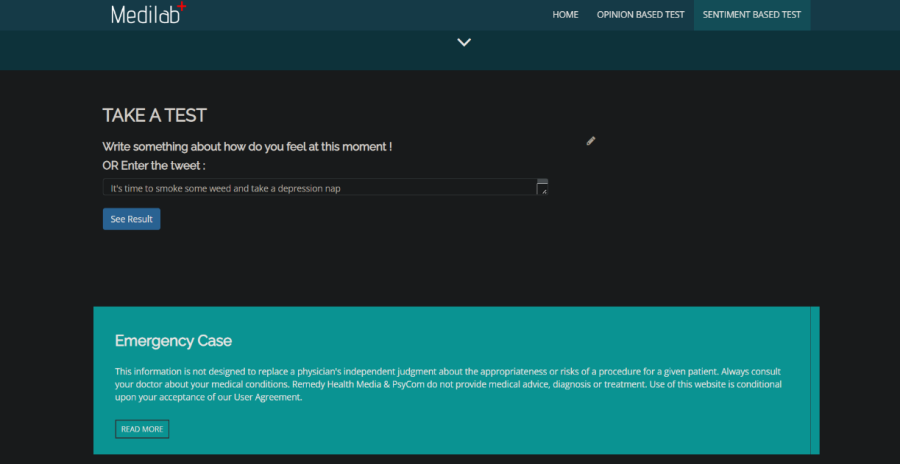 Medilab
HOME OPINION BASED TEST SENTIMENT BASED TEST
TAKE A TEST
Write something about how do you feel at this moment !
OR Enter the tweet :
It's time to smoke some weed and take a depression nap
See Result
Emergency Case
This information is not designed to replace a physician's independent judgment about the appropriateness or risks of a procedure for a given patient. Always consult
your doctor about your medical conditions. Remedy Health Media & PsyCom do not provide medical advice, diagnosis or treatment. Use of this website is conditional
upon your acceptance of our User Agreement.
READ MORE